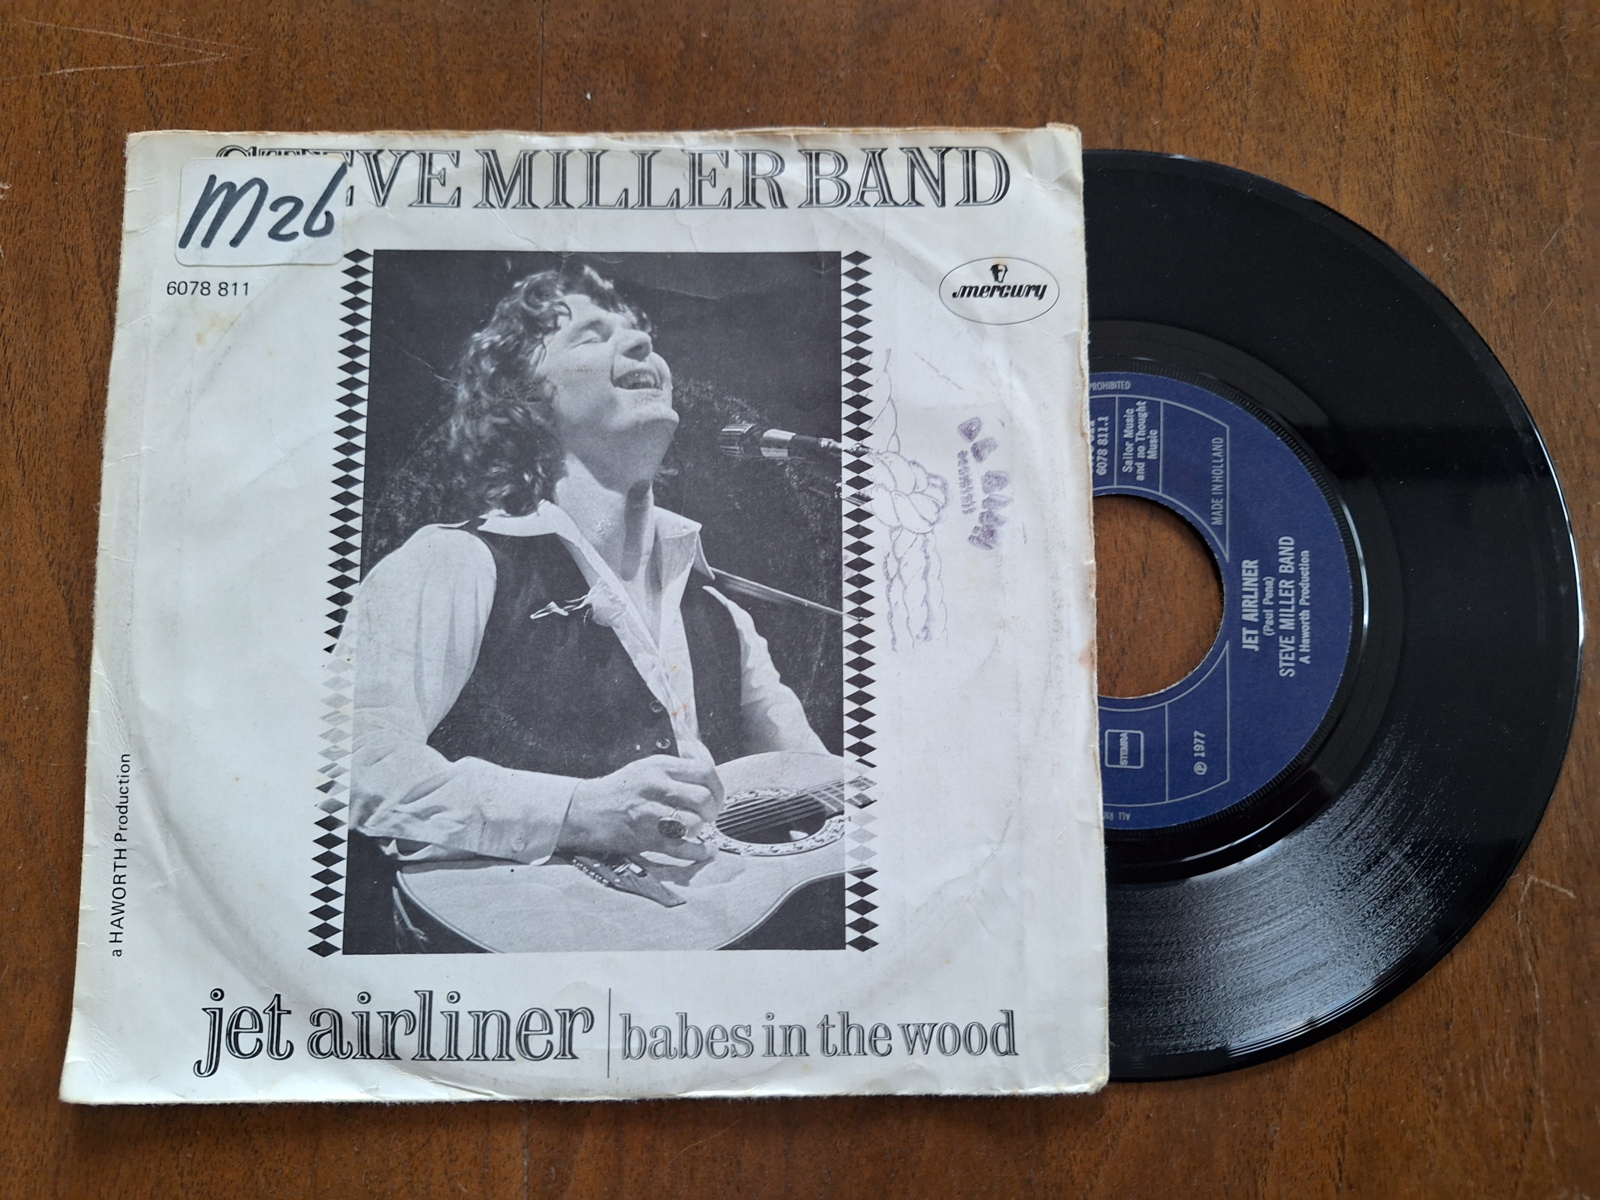 STEVE MILLER BAND
M26
6078 811
mercury
a HAWORTH Production
jet airliner | babes in the wood
PROHIBITED
6078 811.1
Sailor Music
and no Thought
Music
MADE IN HOLLAND
JET AIRLINER
(Paul Pena)
STEVE MILLER BAND
A Haworth Production
STEMRA
℗ 1977
ALL